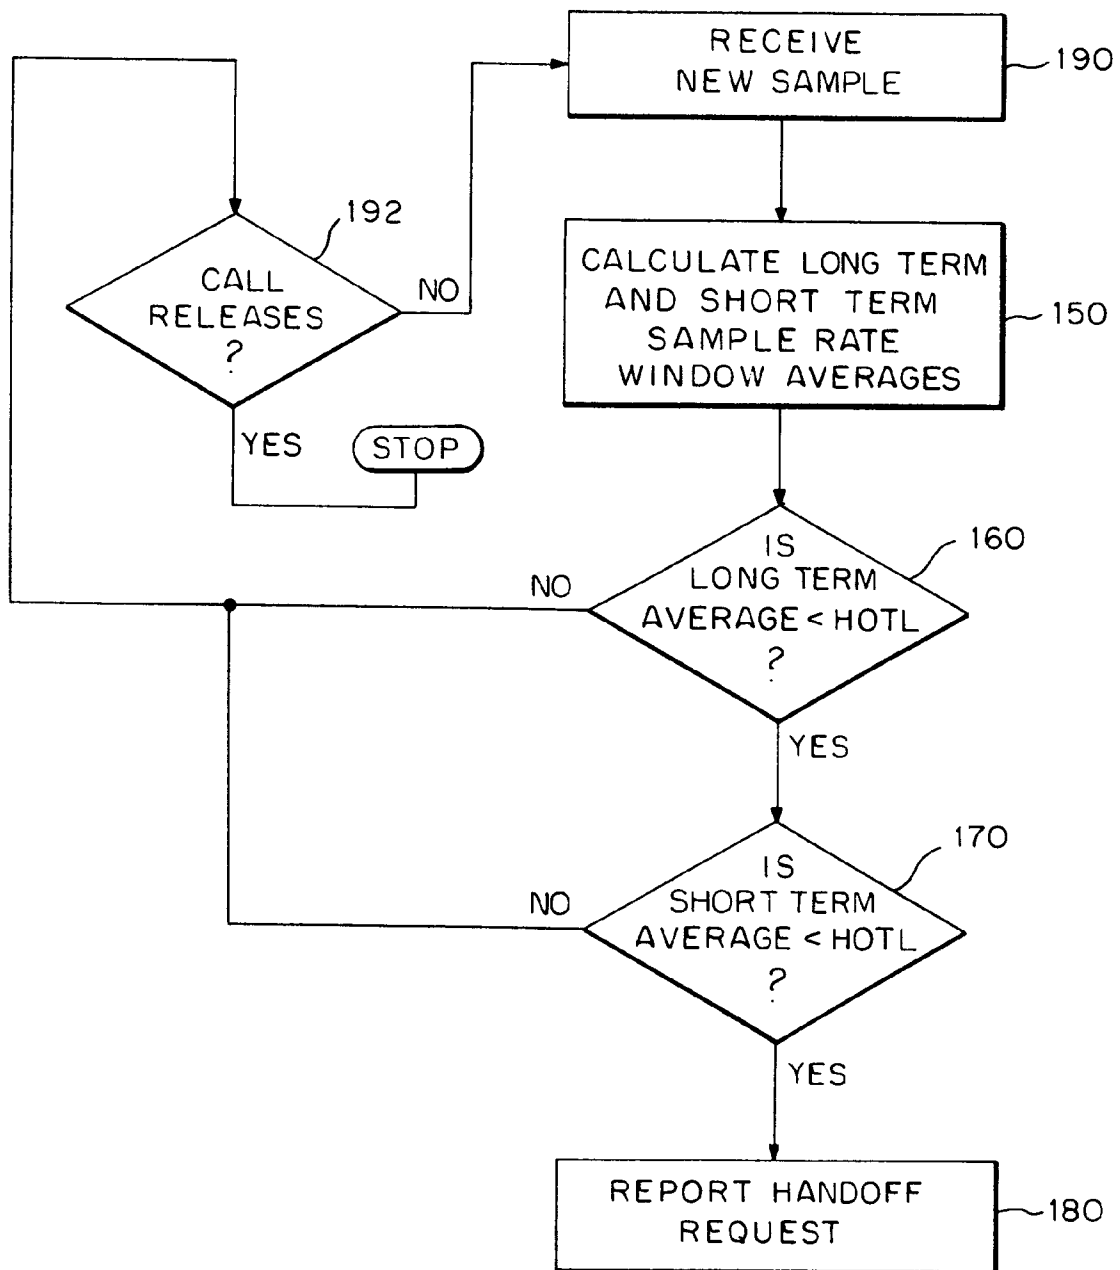 RECEIVE
NEW SAMPLE
190
192
CALL
RELEASES
?
NO
YES
STOP
CALCULATE LONG TERM
AND SHORT TERM
SAMPLE RATE
WINDOW AVERAGES
150
IS
LONG TERM
AVERAGE < HOTL
?
160
NO
YES
IS
SHORT TERM
AVERAGE < HOTL
?
170
NO
YES
REPORT HANDOFF
REQUEST
180